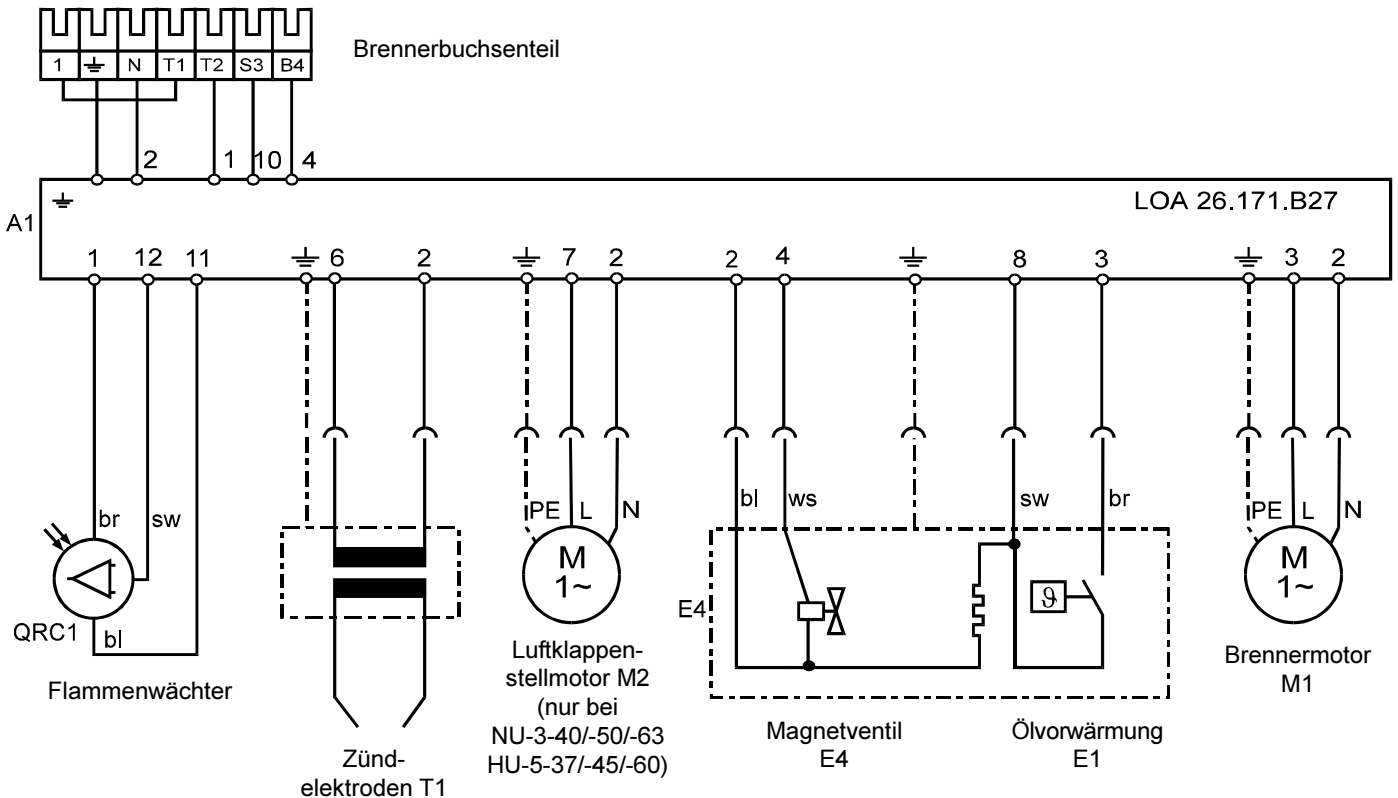 Brennerbuchsenteil
1 N T1 T2 S3 B4
2 1 10 4
LOA 26.171.B27
A1
1 12 11 6 2 7 2 2 4 8 3 3 2
br sw
PE L N
bl ws
sw br
PE L N
M
1~
M
1~
ϑ
E4
QRC1
bl
Flammenwächter
Zünd-
elektroden T1
Luftklappen-
stellmotor M2
(nur bei
NU-3-40/-50/-63
HU-5-37/-45/-60)
Magnetventil
E4
Ölvorwärmung
E1
Brennermotor
M1